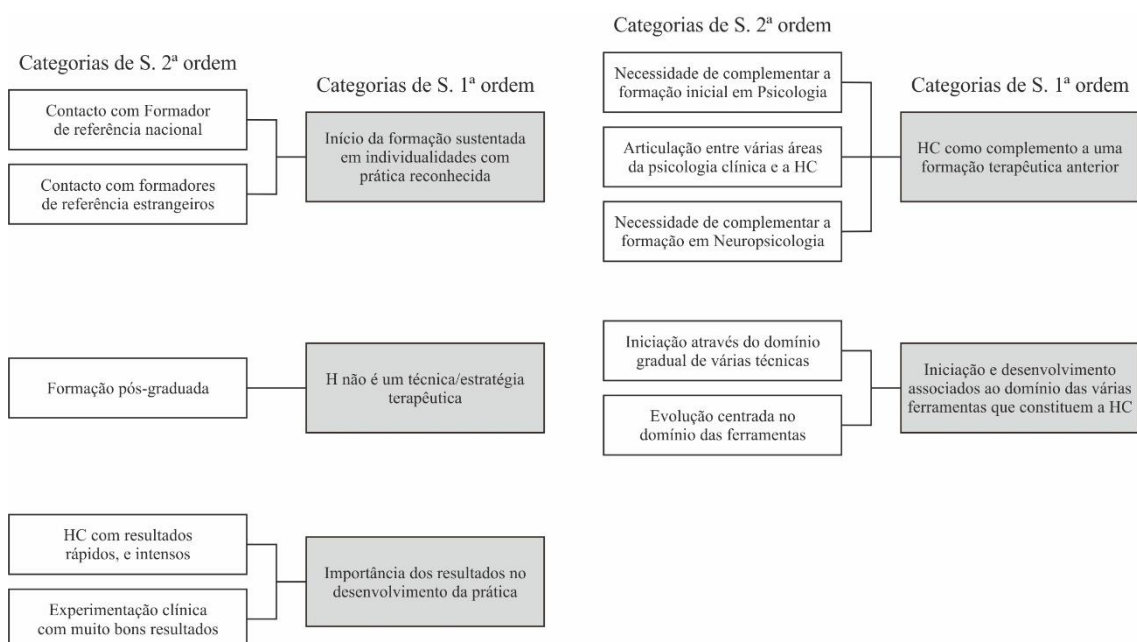 Categorias de S. 2ª ordem
Categorias de S. 1ª ordem
Contacto com Formador
de referência nacional
Contacto com formadores
de referência estrangeiros
Início da formação sustentada
em individualidades com
prática reconhecida
Formação pós-graduada
H não é um técnica/estratégia
terapêutica
HC com resultados
rápidos, e intensos
Experimentação clínica
com muito bons resultados
Importância dos resultados no
desenvolvimento da prática
Categorias de S. 2ª ordem
Categorias de S. 1ª ordem
Necessidade de complementar a
formação inicial em Psicologia
Articulação entre várias áreas
da psicologia clínica e a HC
Necessidade de complementar a
formação em Neuropsicologia
HC como complemento a uma
formação terapêutica anterior
Iniciação através do domínio
gradual de várias técnicas
Evolução centrada no
domínio das ferramentas
Iniciação e desenvolvimento
associados ao domínio das várias
ferramentas que constituem a HC